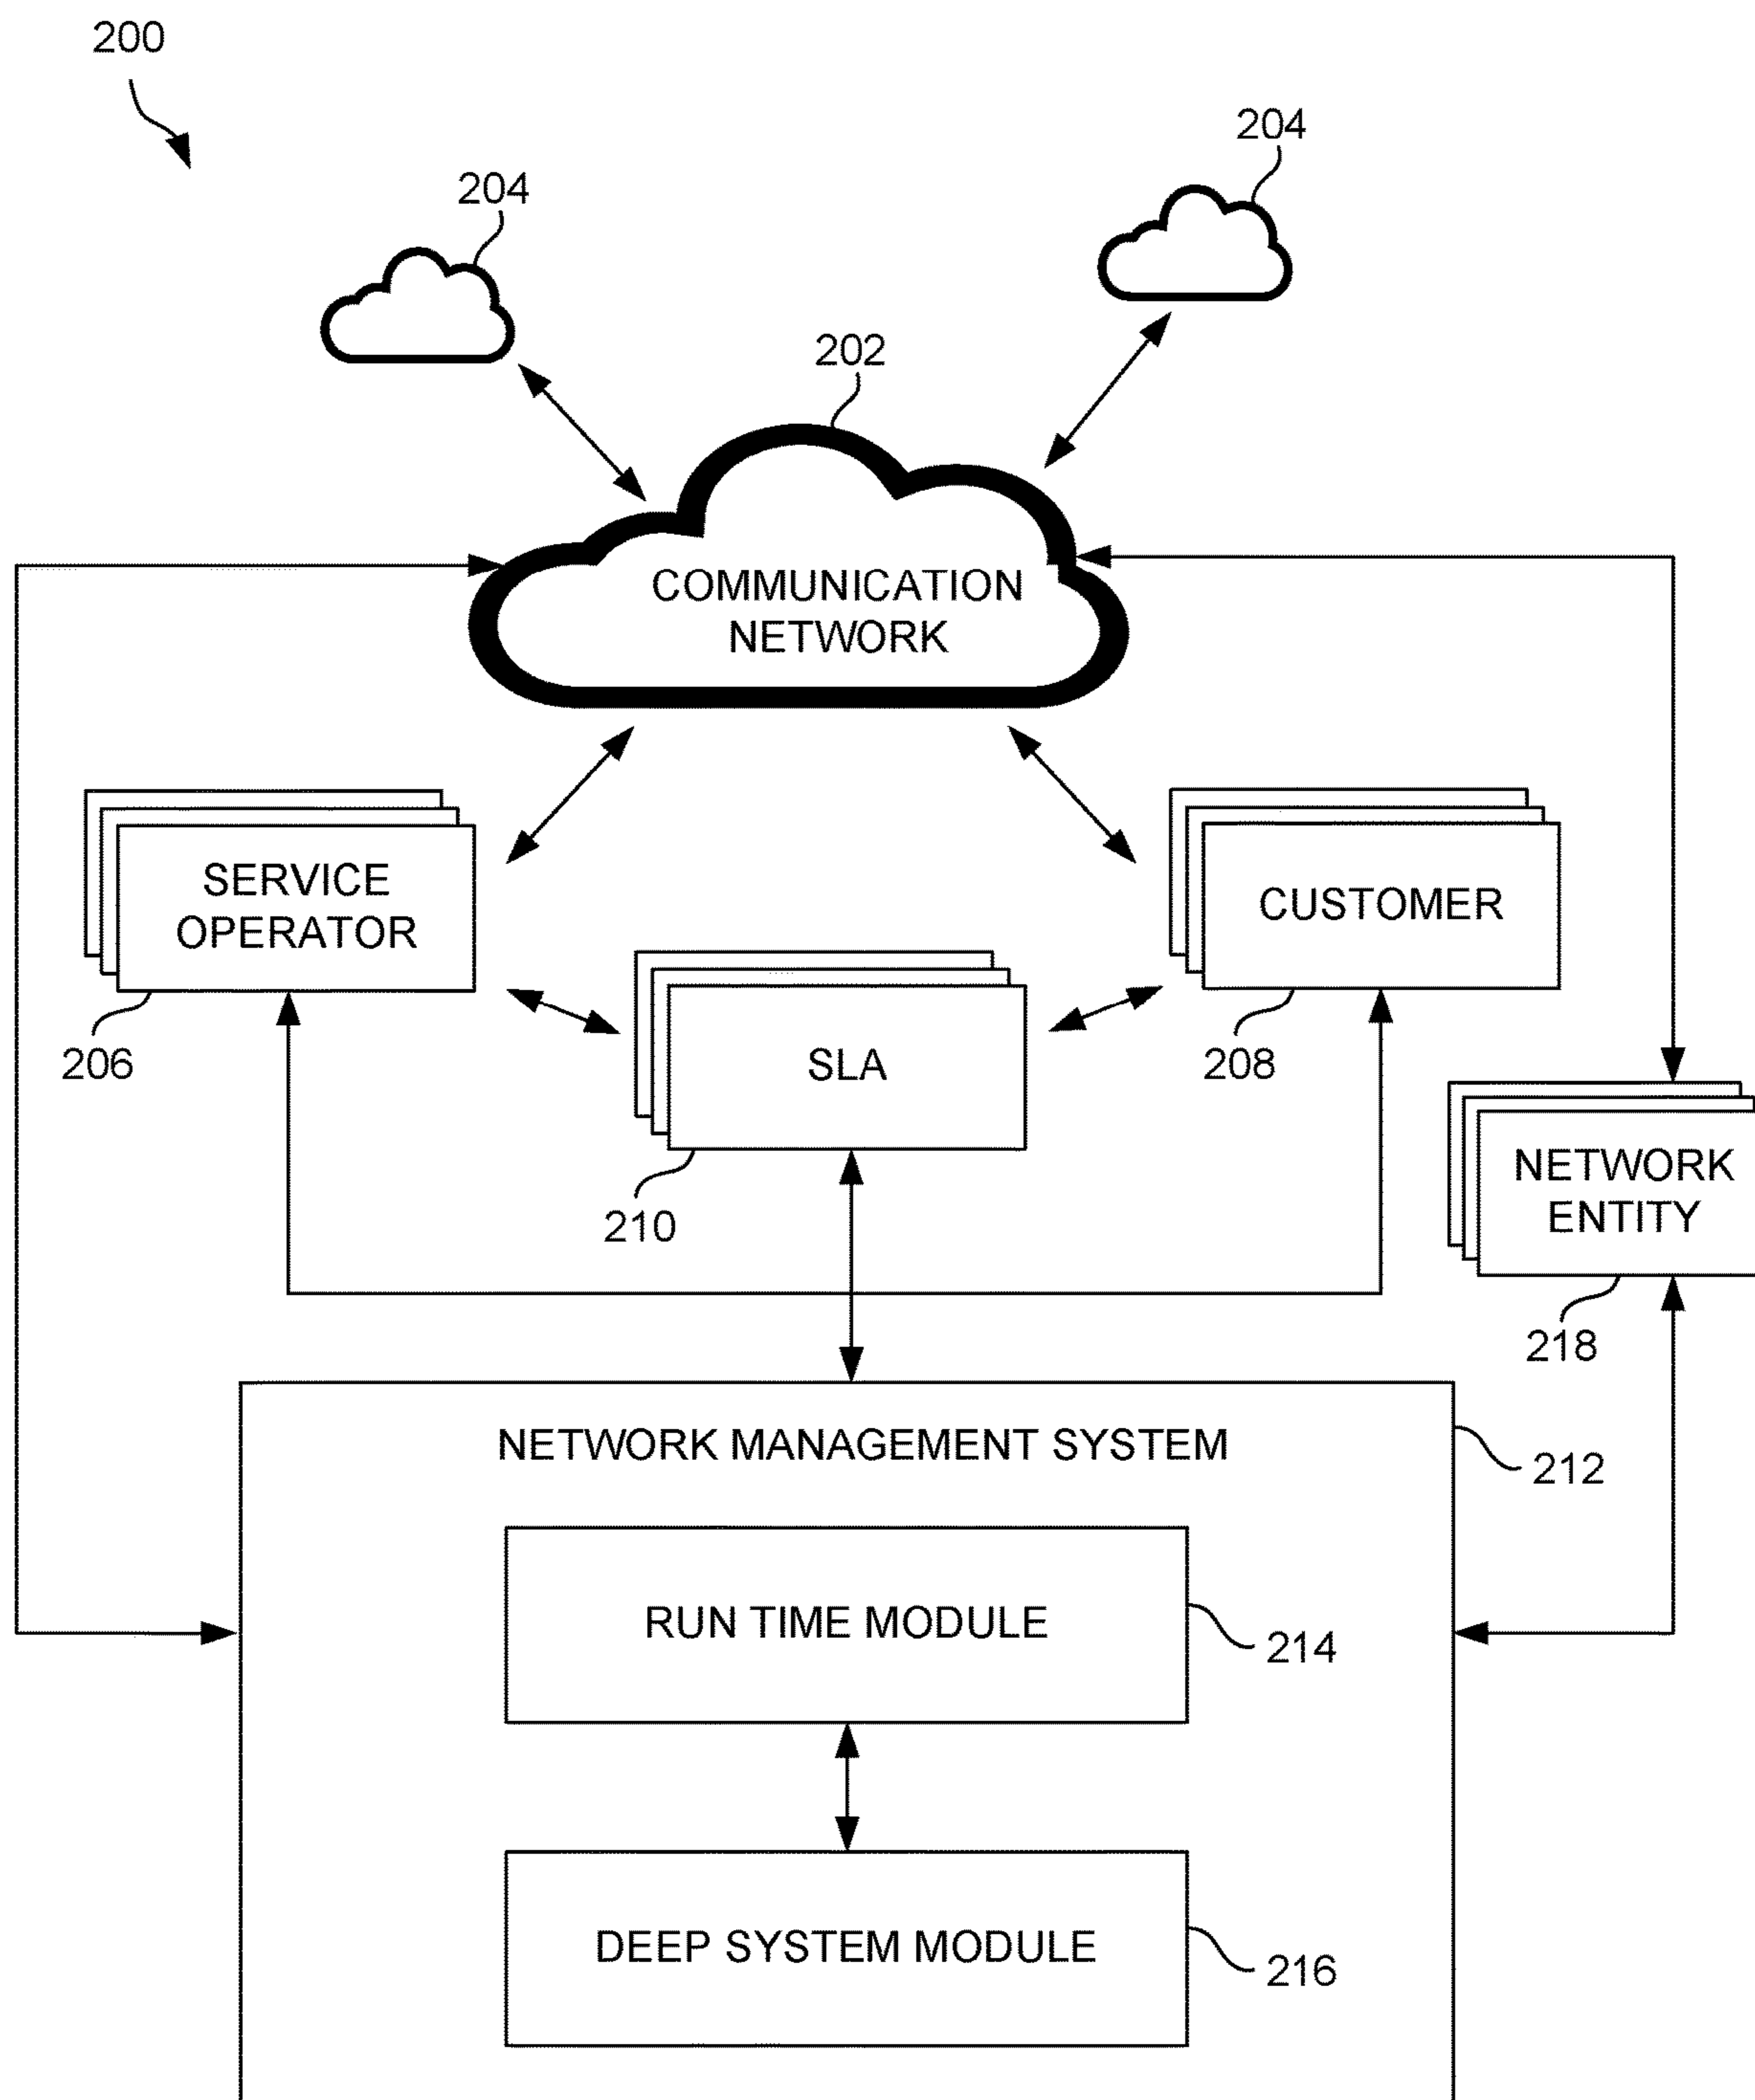 200
204
204
202
COMMUNICATION
NETWORK
SERVICE
OPERATOR
CUSTOMER
206
SLA
208
NETWORK
ENTITY
210
218
NETWORK MANAGEMENT SYSTEM
212
RUN TIME MODULE
214
DEEP SYSTEM MODULE
216